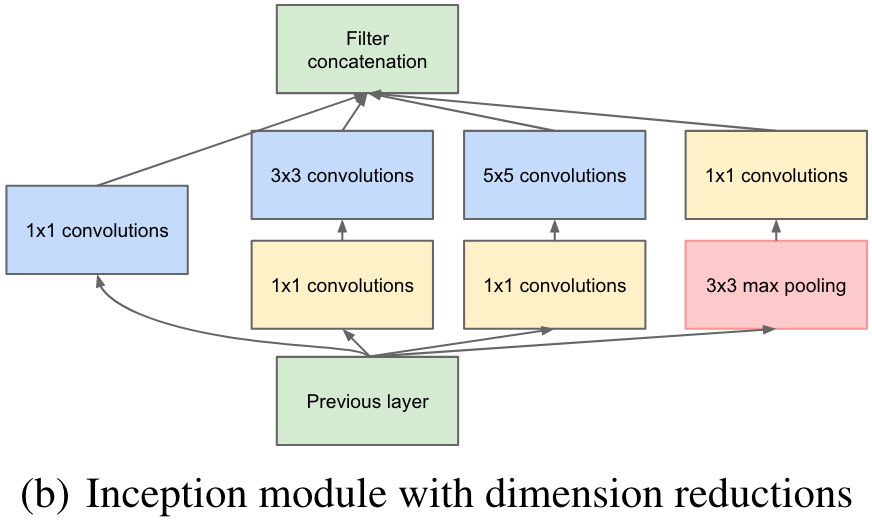 Filter
concatenation
3x3 convolutions
5x5 convolutions
1x1 convolutions
1x1 convolutions
1x1 convolutions
1x1 convolutions
3x3 max pooling
Previous layer
(b) Inception module with dimension reductions